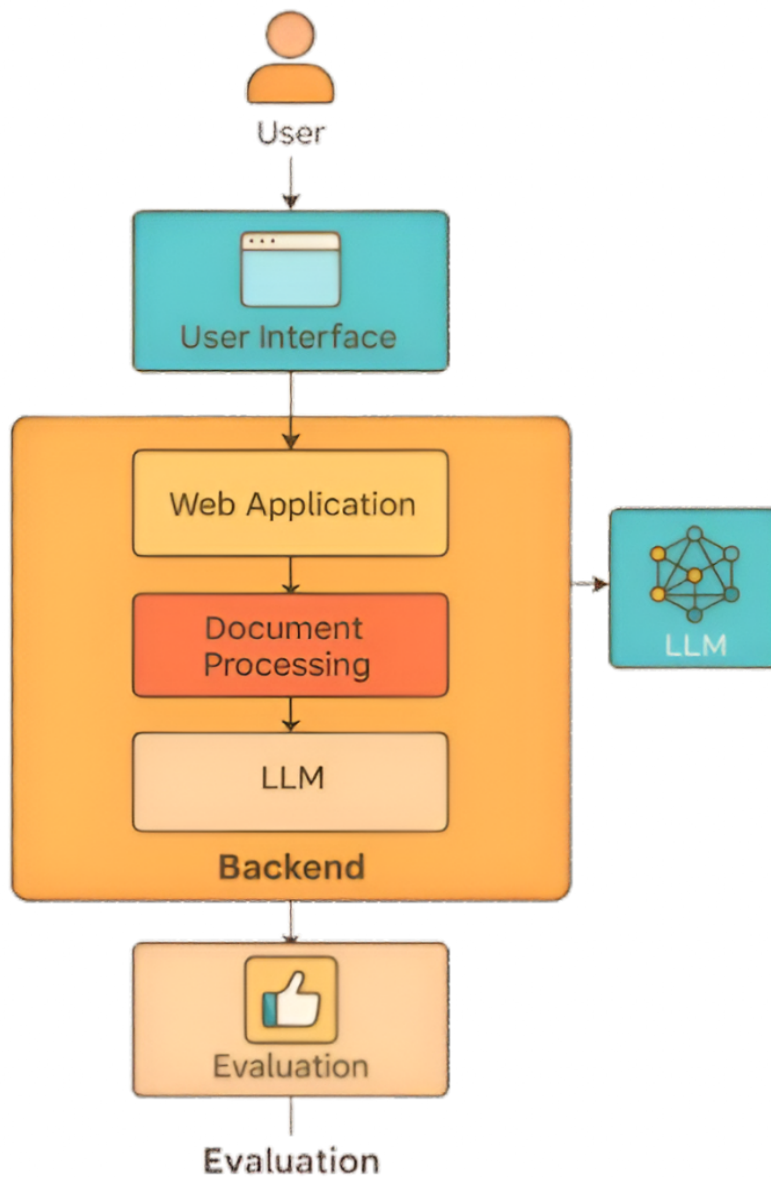 User
User Interface
Web Application
Document
Processing
LLM
LLM
Backend
Evaluation
Evaluation